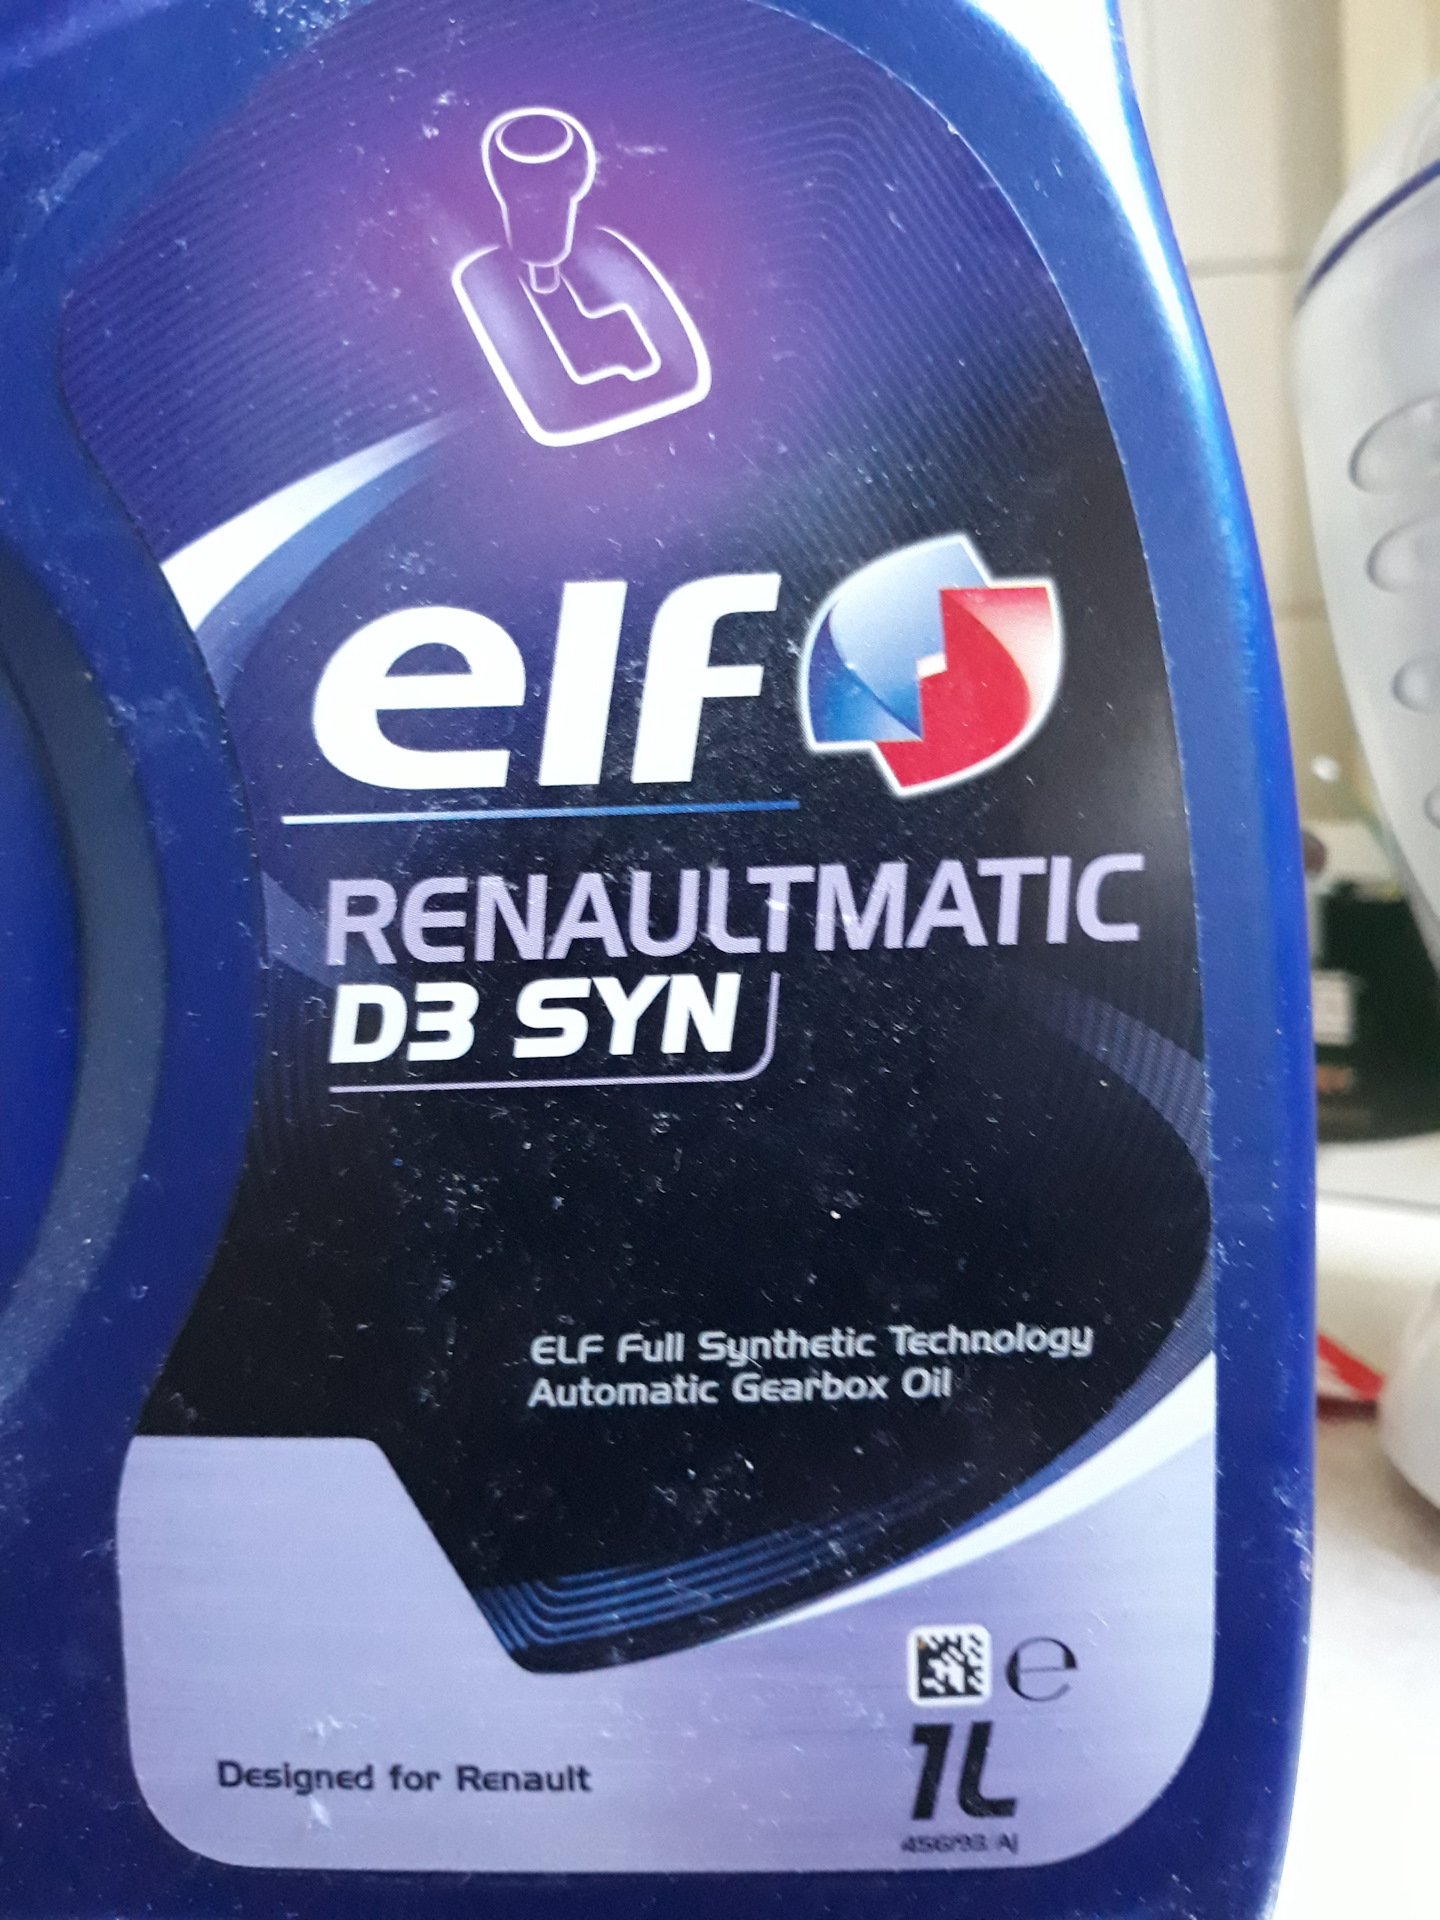 elf
RENAULTMATIC
D3 SYN
ELF Full Synthetic Technology
Automatic Gearbox Oil
e
1L
Designed for Renault